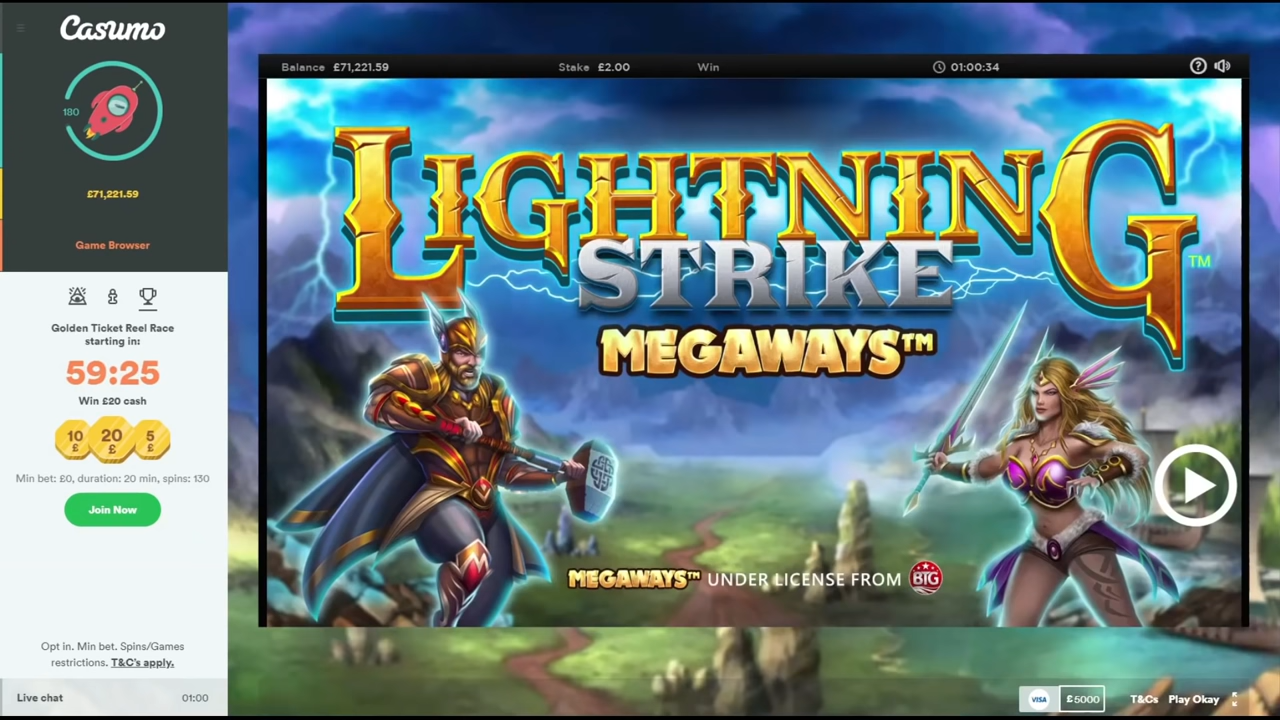 Casumo
180
£71,221.59
Game Browser
Golden Ticket Reel Race
starting in:
59:25
Win £20 cash
10 £ 20 £ 5 £
Min bet: £0, duration: 20 min, spins: 130
Join Now
Opt in. Min bet. Spins/Games
restrictions. T&C's apply.
Live chat 01:00
Balance £71,221.59 Stake £2.00 Win 01:00:34
LIGHTNING
STRIKE TM
MEGAWAYS™
MEGAWAYS™ UNDER LICENSE FROM BTG
VISA £5000 T&Cs Play Okay